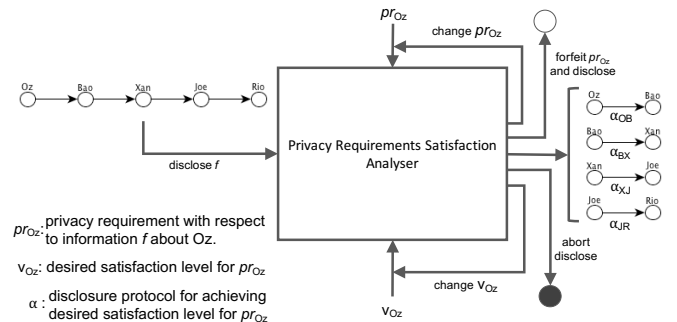 pr_Oz
change pr_Oz
forfeit pr_Oz
and disclose
Oz Bao Xan Joe Rio
disclose f
Privacy Requirements Satisfaction
Analyser
Oz Bao
α_OB
Bao Xan
α_BX
Xan Joe
α_XJ
Joe Rio
α_JR
abort
disclose
change v_Oz
v_Oz
pr_Oz: privacy requirement with respect
to information f about Oz.
v_Oz: desired satisfaction level for pr_Oz
α : disclosure protocol for achieving
desired satisfaction level for pr_Oz